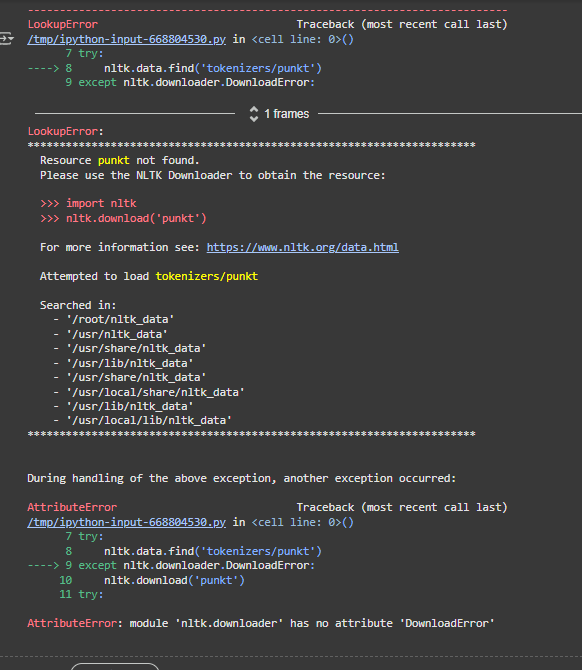 ---------------------------------------------------------------------------
LookupError                               Traceback (most recent call last)
/tmp/ipython-input-668804530.py in <cell line: 0>()
      7 try:
----> 8     nltk.data.find('tokenizers/punkt')
      9 except nltk.downloader.DownloadError:
1 frames
LookupError:
**********************************************************************
  Resource punkt not found.
  Please use the NLTK Downloader to obtain the resource:
  >>> import nltk
  >>> nltk.download('punkt')
  For more information see: https://www.nltk.org/data.html
  Attempted to load tokenizers/punkt
  Searched in:
    - '/root/nltk_data'
    - '/usr/nltk_data'
    - '/usr/share/nltk_data'
    - '/usr/lib/nltk_data'
    - '/usr/share/nltk_data'
    - '/usr/local/share/nltk_data'
    - '/usr/lib/nltk_data'
    - '/usr/local/lib/nltk_data'
**********************************************************************
During handling of the above exception, another exception occurred:
AttributeError                            Traceback (most recent call last)
/tmp/ipython-input-668804530.py in <cell line: 0>()
      7 try:
      8     nltk.data.find('tokenizers/punkt')
----> 9 except nltk.downloader.DownloadError:
     10     nltk.download('punkt')
     11 try:
AttributeError: module 'nltk.downloader' has no attribute 'DownloadError'